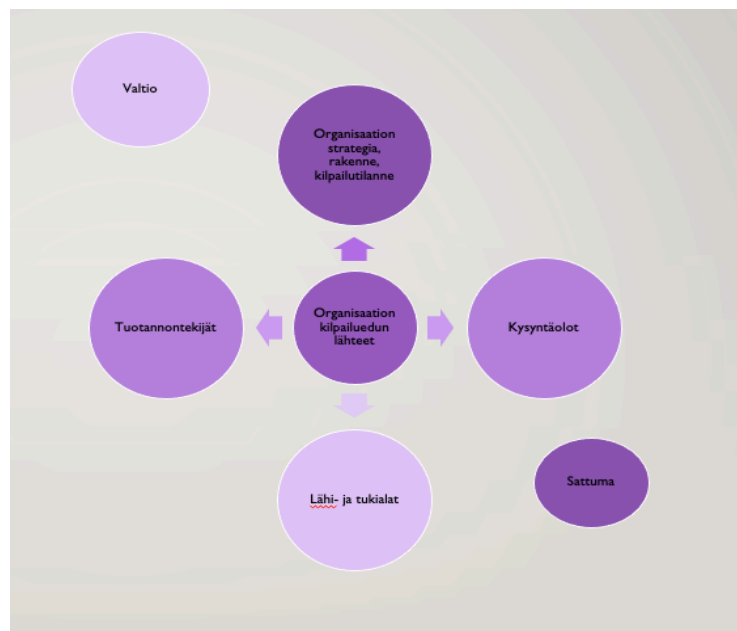 Valtio
Organisaation
strategia,
rakenne,
kilpailutilanne
Tuotannontekijät
Organisaation
kilpailuedun
lähteet
Kysyntäolot
Lähi- ja tukialat
Sattuma